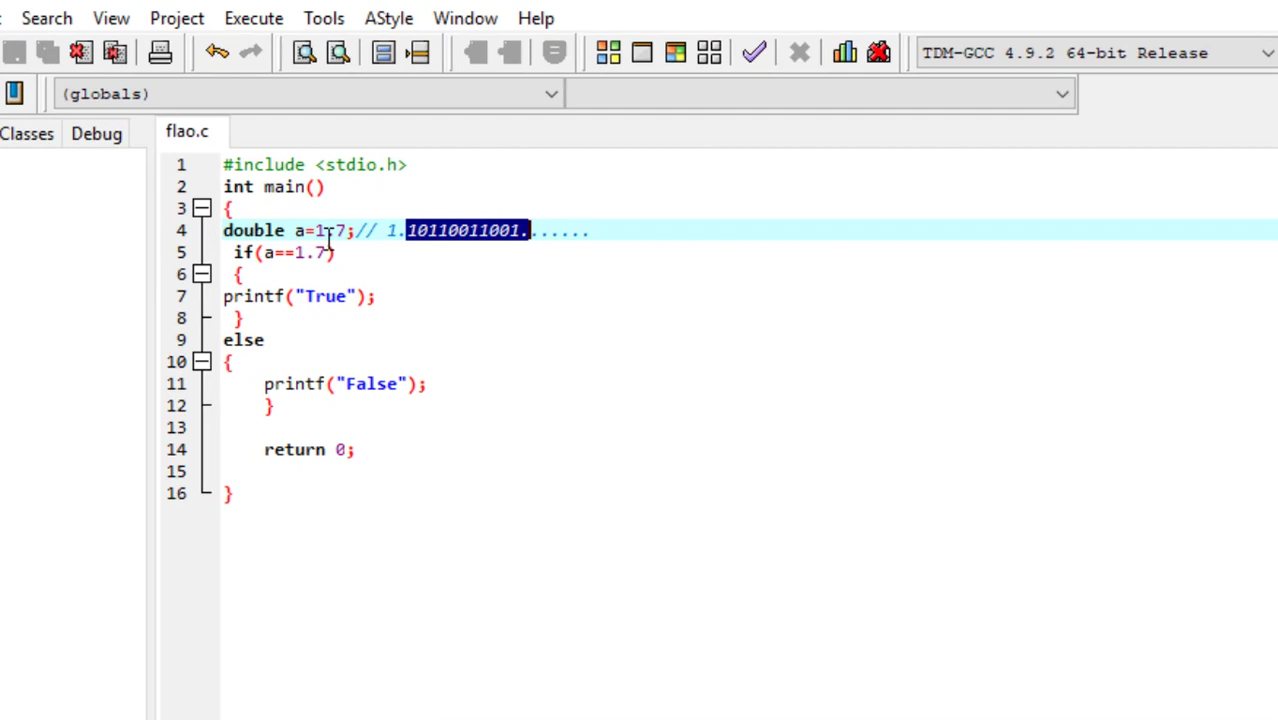 Search View Project Execute Tools AStyle Window Help
TDM-GCC 4.9.2 64-bit Release
(globals)
Classes Debug flao.c
1 #include <stdio.h>
2 int main()
3 {
4 double a=1.7;// 1.10110011001.......
5 if(a==1.7)
6 {
7 printf("True");
8 }
9 else
10 {
11 printf("False");
12 }
13
14 return 0;
15
16 }